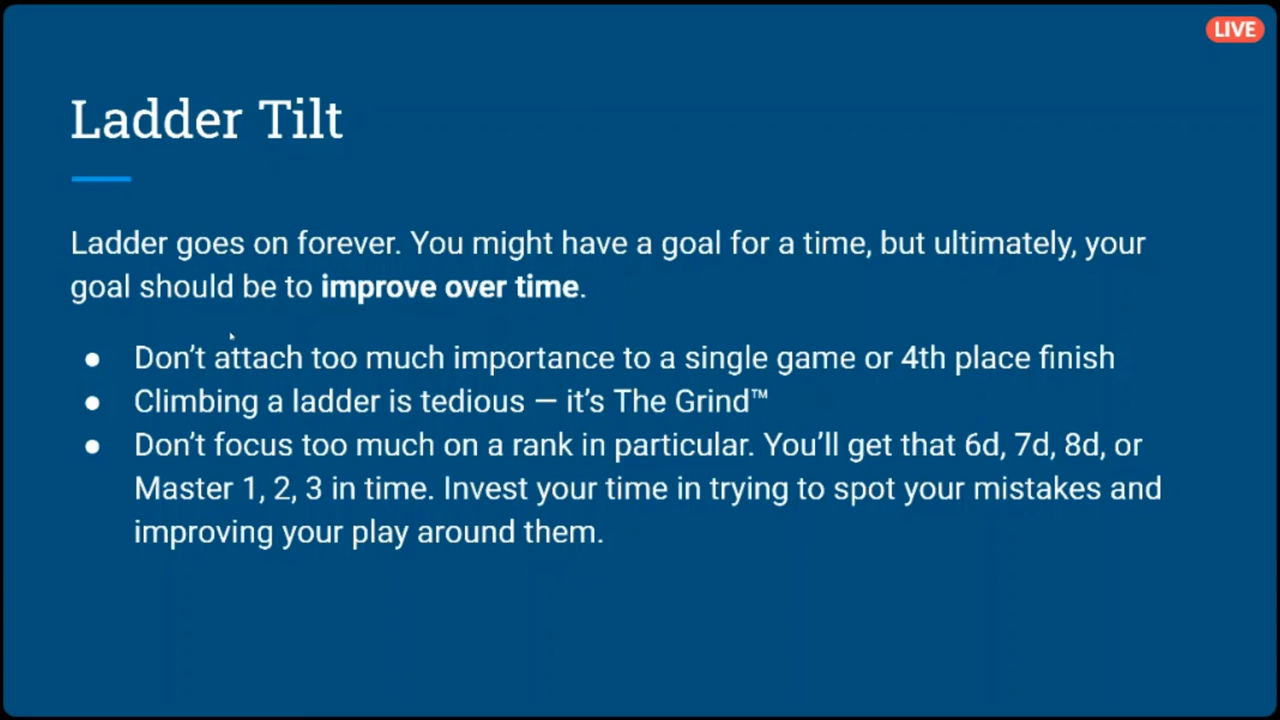 LIVE
Ladder Tilt
Ladder goes on forever. You might have a goal for a time, but ultimately, your
goal should be to improve over time.
● Don’t attach too much importance to a single game or 4th place finish
● Climbing a ladder is tedious — it’s The Grind™
● Don’t focus too much on a rank in particular. You’ll get that 6d, 7d, 8d, or
Master 1, 2, 3 in time. Invest your time in trying to spot your mistakes and
improving your play around them.